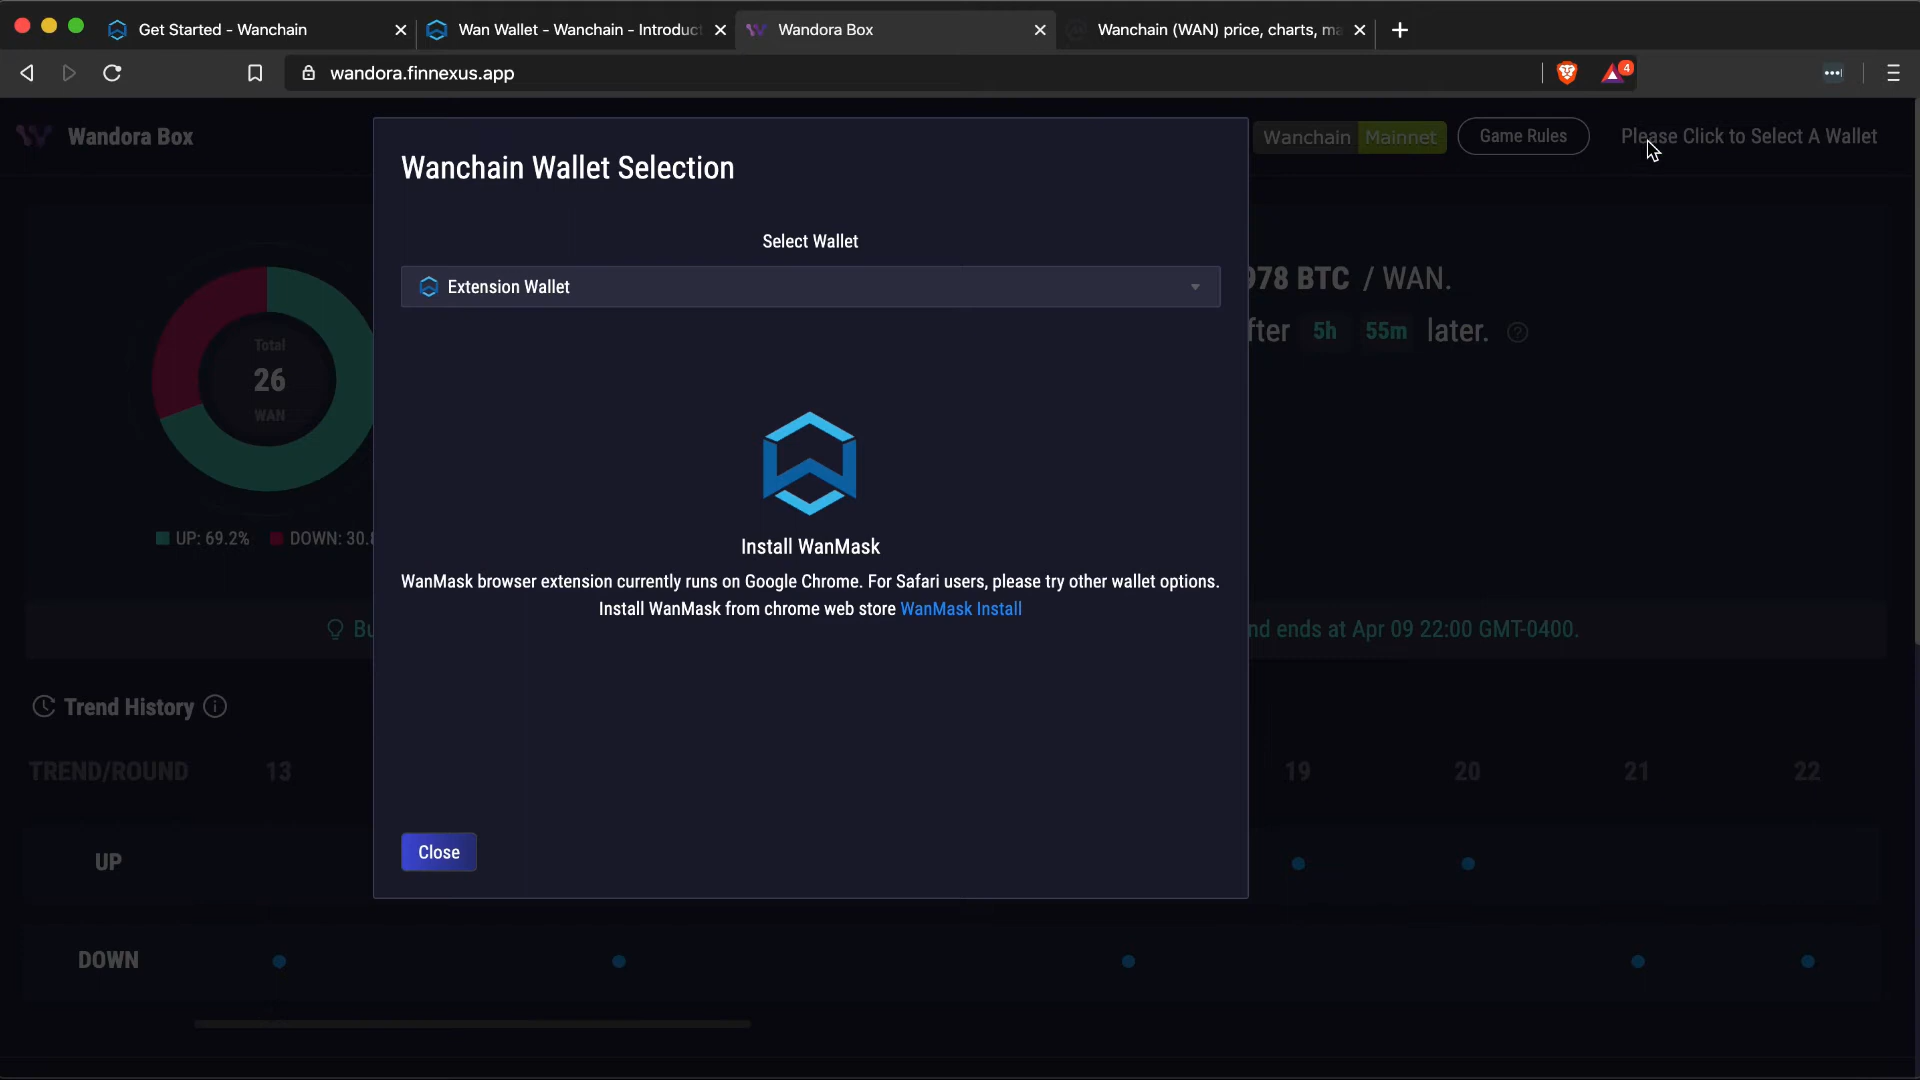 Get Started - Wanchain
Wan Wallet - Wanchain - Introduc
Wandora Box
Wanchain (WAN) price, charts, ma
wandora.finnexus.app
4
Wandora Box
Wanchain Mainnet
Game Rules
Please Click to Select A Wallet
Wanchain Wallet Selection
Select Wallet
Extension Wallet
978 BTC / WAN.
fter 5h 55m later.
Total
26
WAN
UP: 69.2% DOWN: 30.8
Install WanMask
WanMask browser extension currently runs on Google Chrome. For Safari users, please try other wallet options.
Install WanMask from chrome web store WanMask Install
Bu
nd ends at Apr 09 22:00 GMT-0400.
Trend History
TREND/ROUND 13 19 20 21 22
Close
UP
DOWN